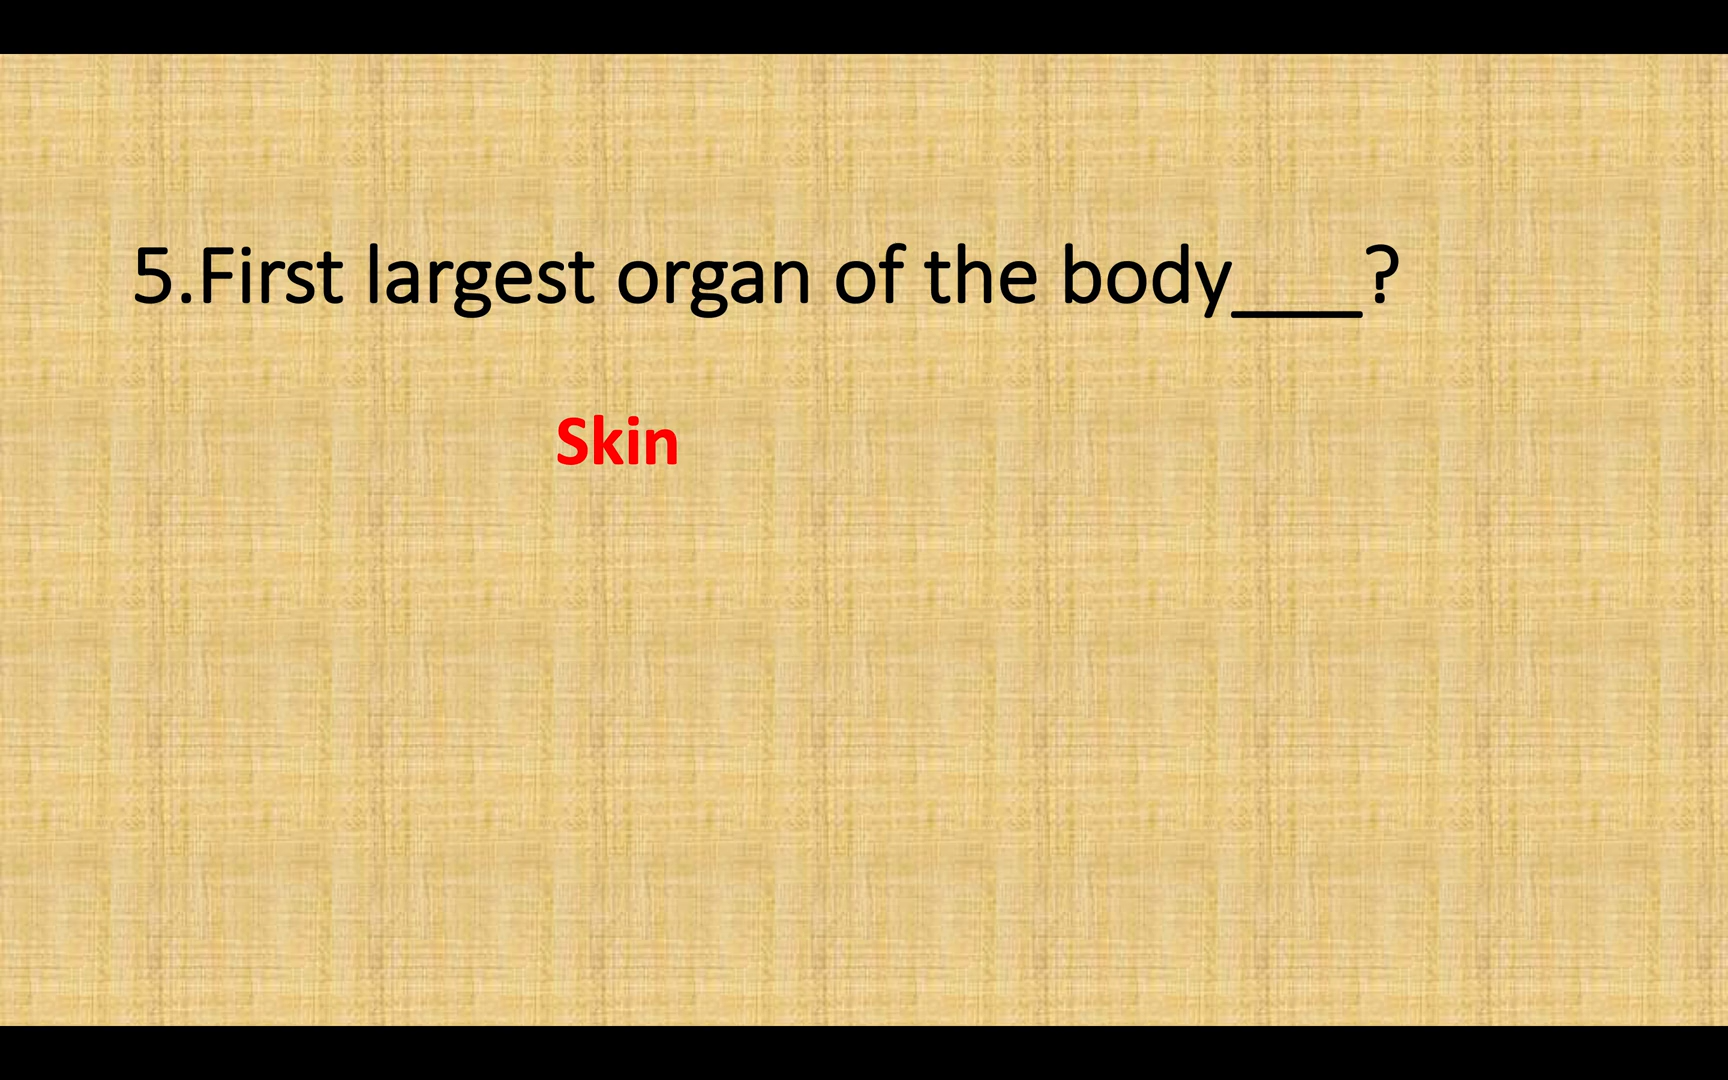 5.First largest organ of the body____?
Skin